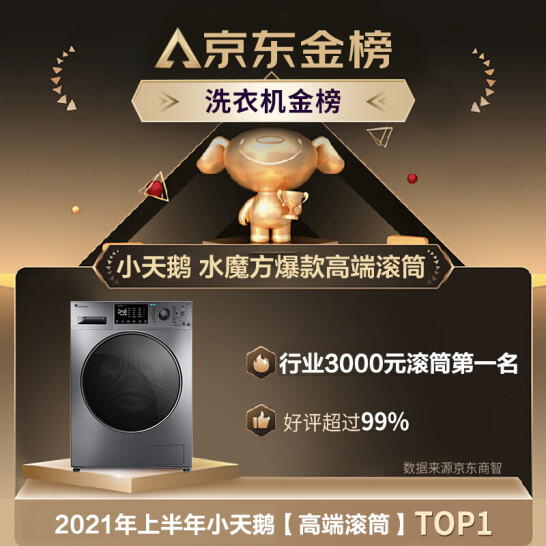 京东金榜
洗衣机金榜
小天鹅 水魔方爆款高端滚筒
行业3000元滚筒第一名
好评超过99%
数据来源京东商智
2021年上半年小天鹅【高端滚筒】TOP1